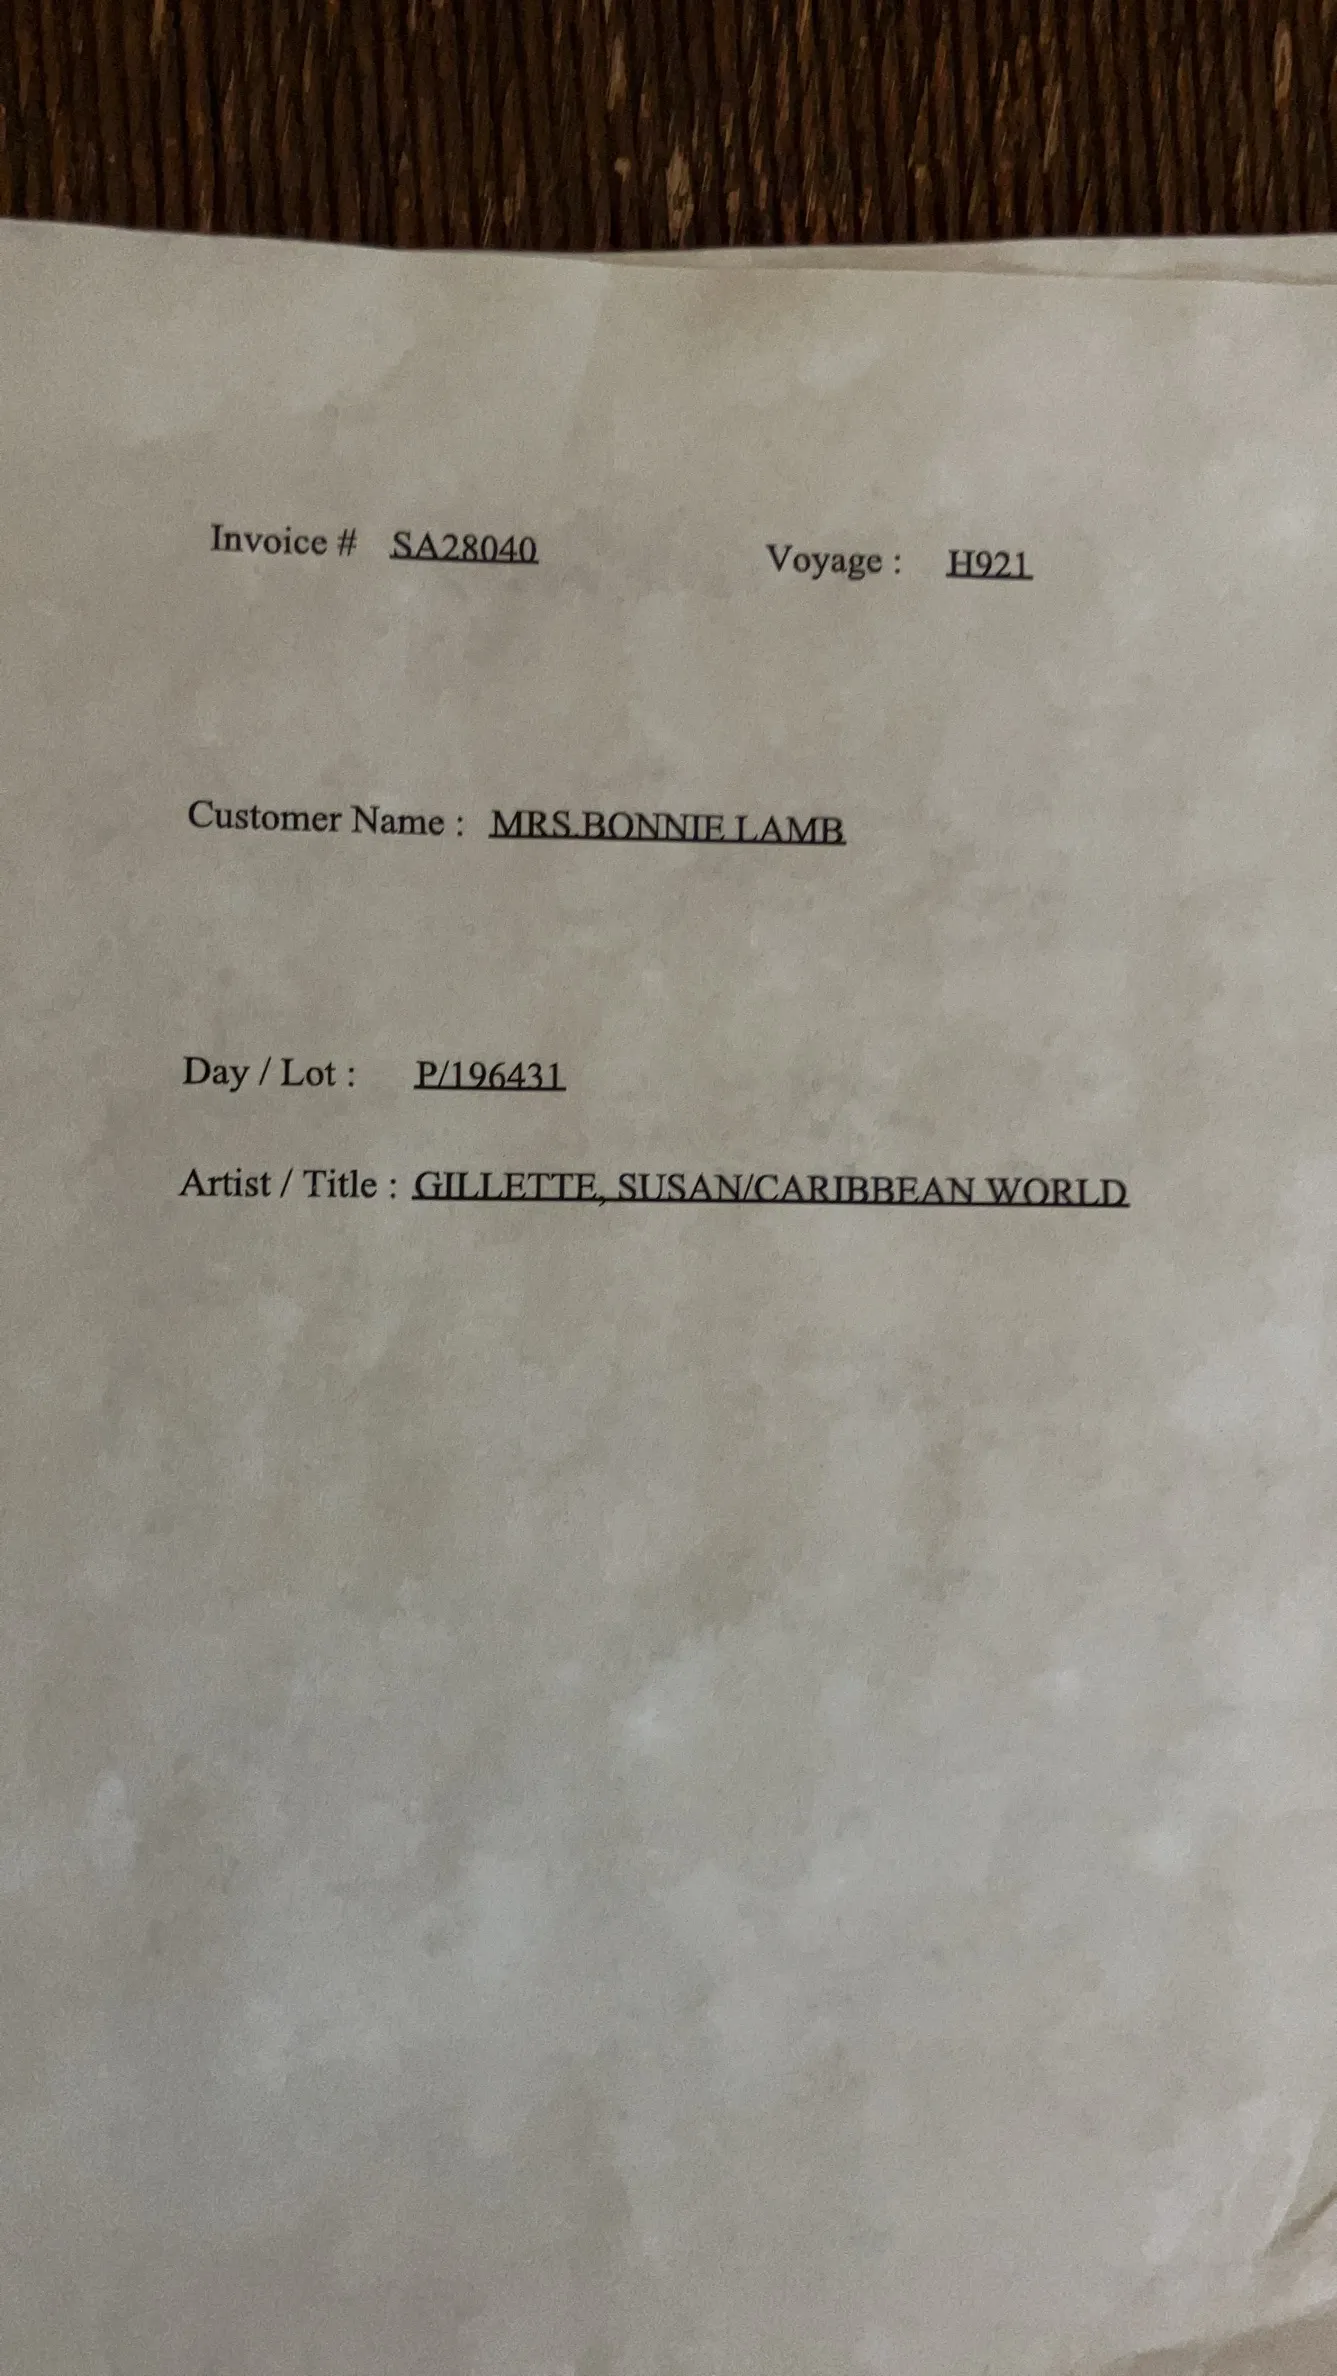 Invoice # SA28040 Voyage : H921
Customer Name : MRS.BONNIE LAMB
Day / Lot : P/196431
Artist / Title : GILLETTE, SUSAN/CARIBBEAN WORLD